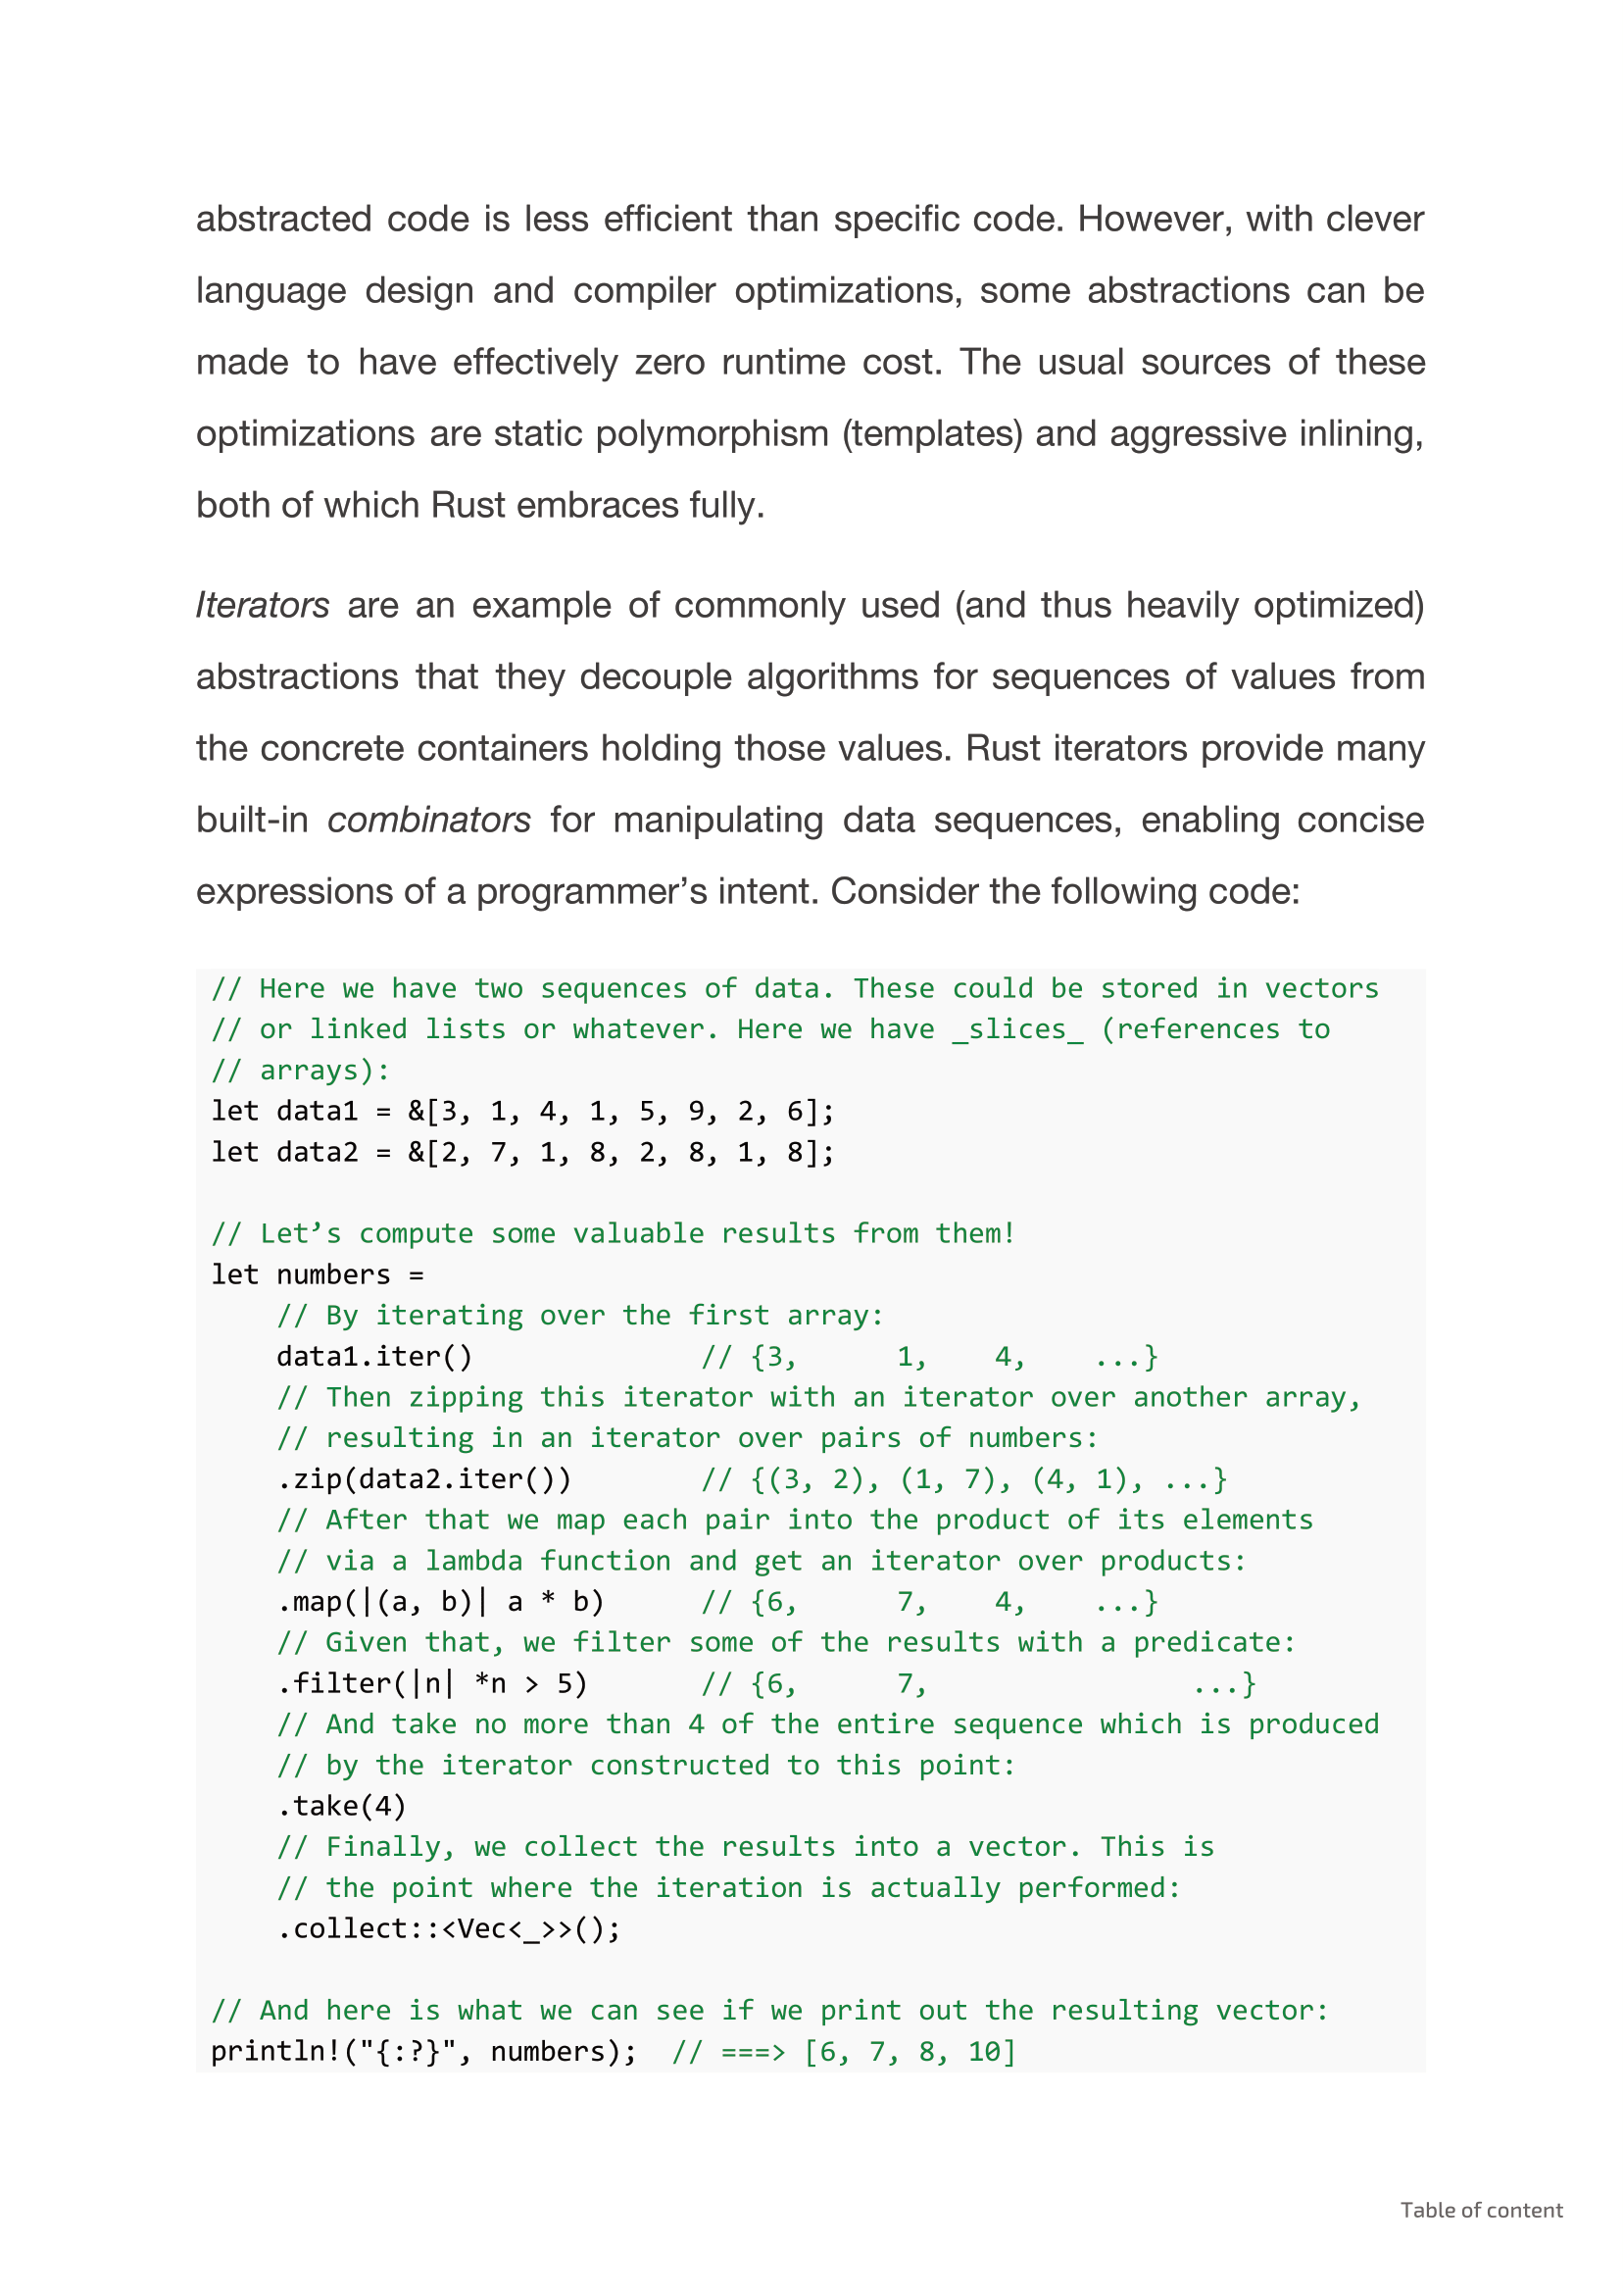 abstracted code is less efficient than specific code. However, with clever
language design and compiler optimizations, some abstractions can be
made to have effectively zero runtime cost. The usual sources of these
optimizations are static polymorphism (templates) and aggressive inlining,
both of which Rust embraces fully.
Iterators are an example of commonly used (and thus heavily optimized)
abstractions that they decouple algorithms for sequences of values from
the concrete containers holding those values. Rust iterators provide many
built-in combinators for manipulating data sequences, enabling concise
expressions of a programmer’s intent. Consider the following code:
// Here we have two sequences of data. These could be stored in vectors
// or linked lists or whatever. Here we have _slices_ (references to
// arrays):
let data1 = &[3, 1, 4, 1, 5, 9, 2, 6];
let data2 = &[2, 7, 1, 8, 2, 8, 1, 8];
// Let’s compute some valuable results from them!
let numbers =
    // By iterating over the first array:
    data1.iter()              // {3,      1,    4,    ...}
    // Then zipping this iterator with an iterator over another array,
    // resulting in an iterator over pairs of numbers:
    .zip(data2.iter())        // {(3, 2), (1, 7), (4, 1), ...}
    // After that we map each pair into the product of its elements
    // via a lambda function and get an iterator over products:
    .map(|(a, b)| a * b)      // {6,      7,    4,    ...}
    // Given that, we filter some of the results with a predicate:
    .filter(|n| *n > 5)       // {6,      7,                ...}
    // And take no more than 4 of the entire sequence which is produced
    // by the iterator constructed to this point:
    .take(4)
    // Finally, we collect the results into a vector. This is
    // the point where the iteration is actually performed:
    .collect::<Vec<_>>();
// And here is what we can see if we print out the resulting vector:
println!("{:?}", numbers);  // ===> [6, 7, 8, 10]
Table of content